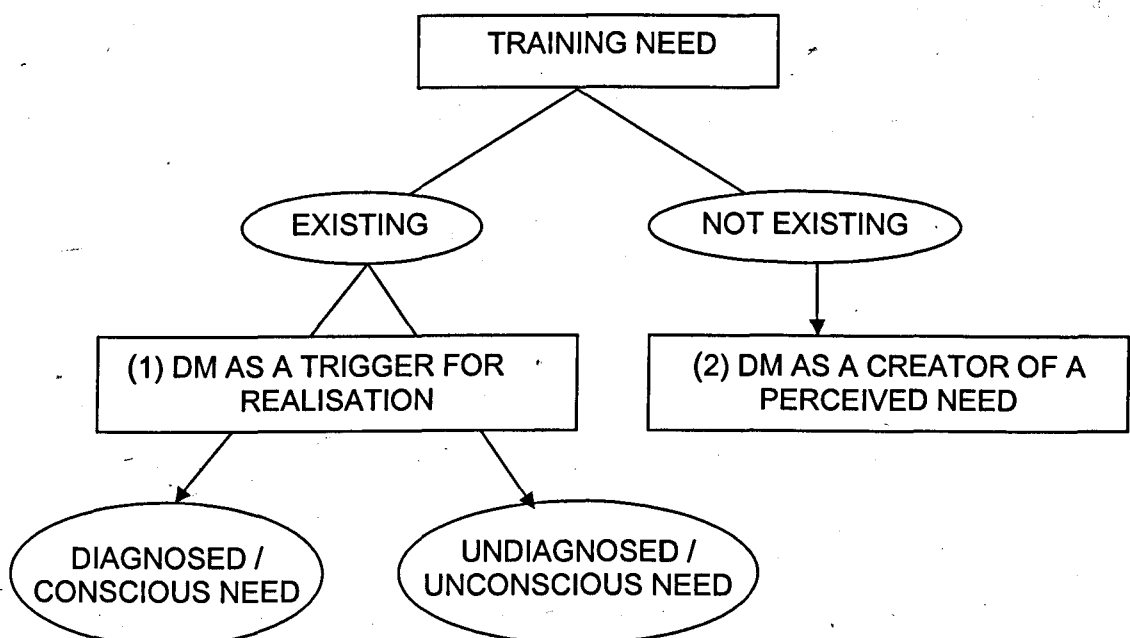 TRAINING NEED
EXISTING
NOT EXISTING
(1) DM AS A TRIGGER FOR
REALISATION
(2) DM AS A CREATOR OF A
PERCEIVED NEED
DIAGNOSED /
CONSCIOUS NEED
UNDIAGNOSED /
UNCONSCIOUS NEED